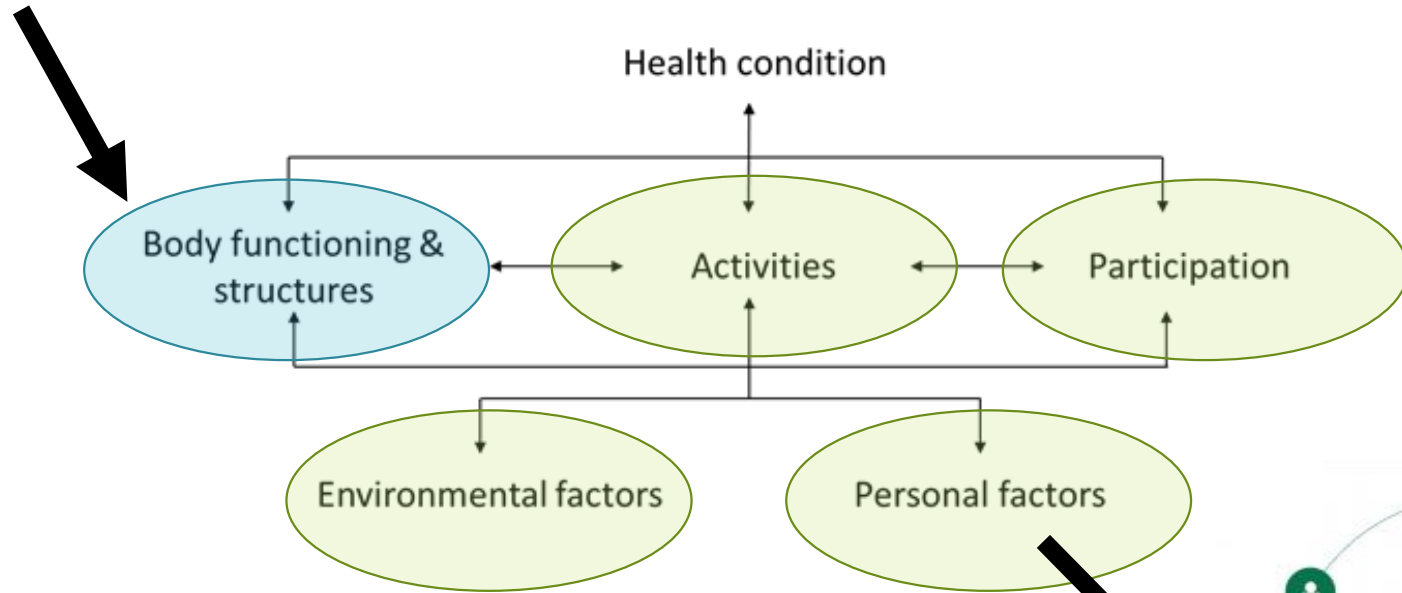 Health condition
Body functioning &
structures
Activities
Participation
Environmental factors
Personal factors